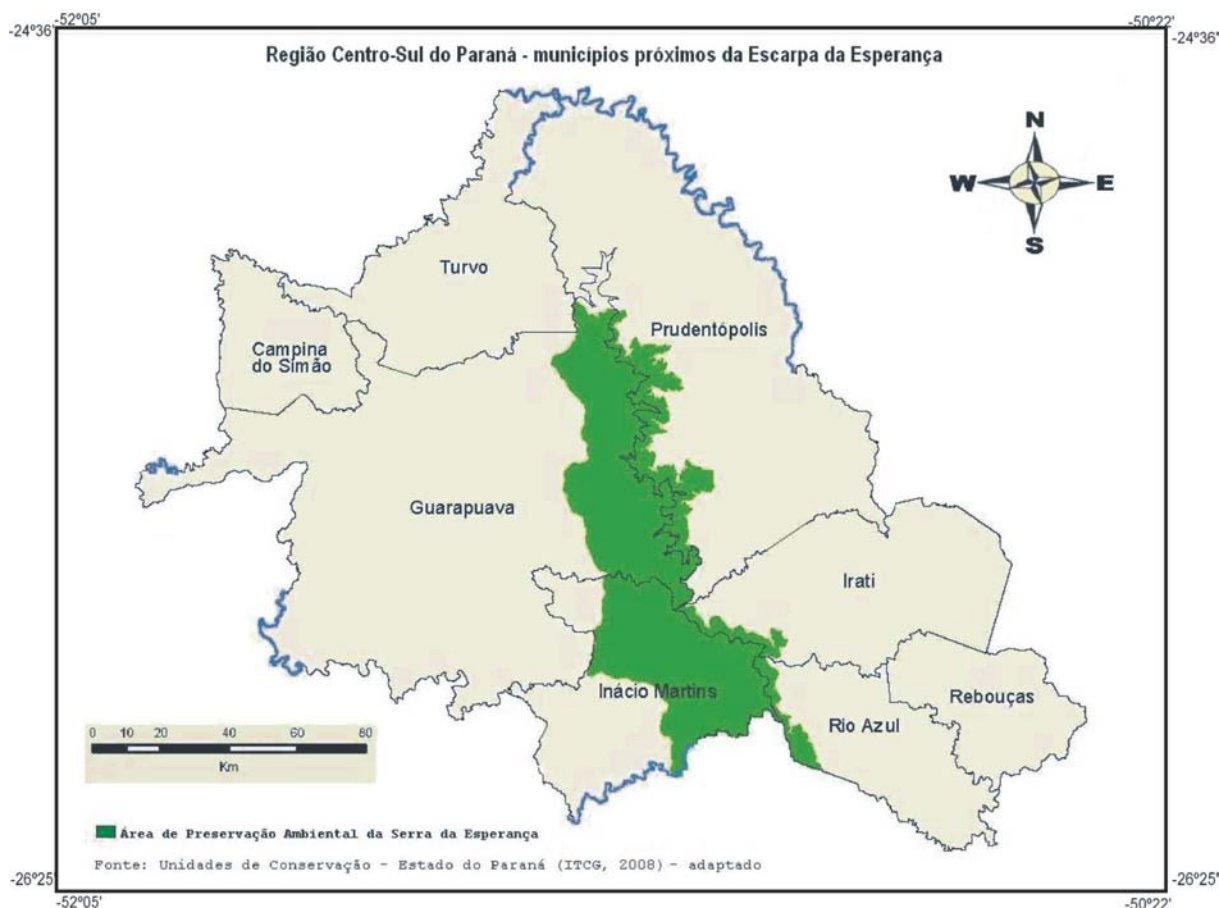 -52º05'
-50º22'
-24º36'
-24º36'
Região Centro-Sul do Paraná - municípios próximos da Escarpa da Esperança
N
W
E
S
Turvo
Campina
do Simão
Prudentópolis
Guarapuava
Irati
Inácio Martins
Rebouças
Rio Azul
0 10 20 40 60 80
Km
Área de Preservação Ambiental da Serra da Esperança
Fonte: Unidades de Conservação - Estado do Paraná (ITCG, 2008) - adaptado
-26º25
-26º25'
-52º05'
-50º22'